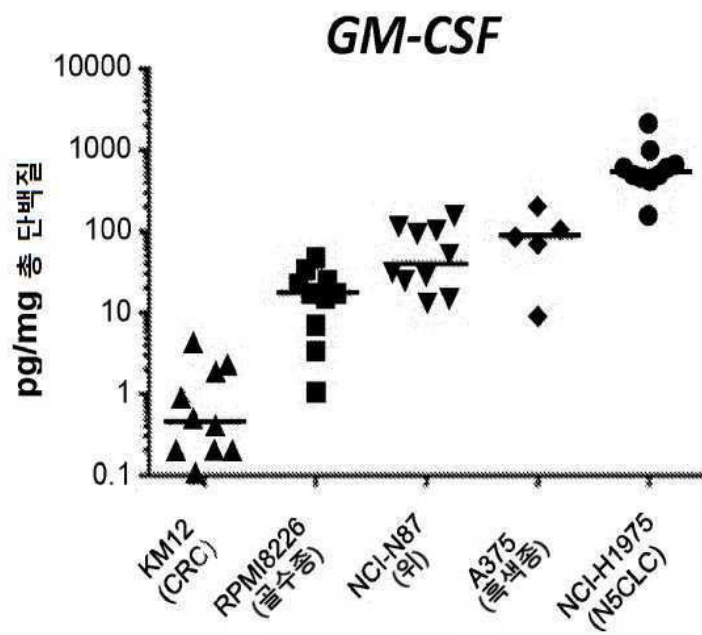 GM-CSF
pg/mg 총 단백질
10000
1000
100
10
1
0.1
KM12
(CRC)
RPMI8226
(골수종)
NCI-N87
(위)
A375
(흑색종)
NCI-H1975
(N5CLC)